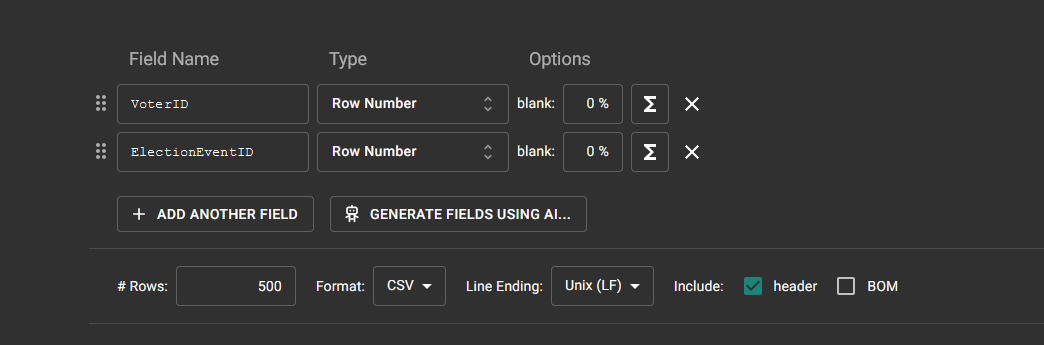 Field Name Type Options
VoterID Row Number blank: 0 % Σ
ElectionEventID Row Number blank: 0 % Σ
+ ADD ANOTHER FIELD GENERATE FIELDS USING AI...
# Rows: 500 Format: CSV Line Ending: Unix (LF) Include: header BOM